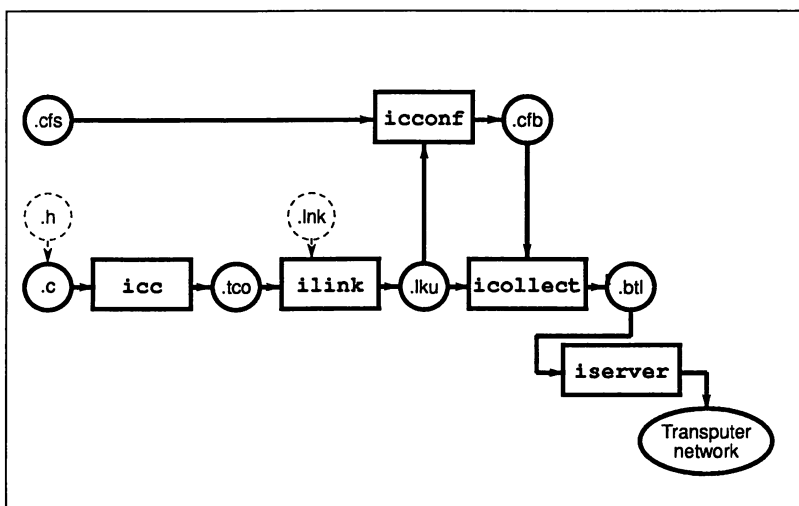 .cfs
icconf
.cfb
.h
.lnk
.c
icc
.tco
ilink
.lku
icollect
.btl
iserver
Transputer
network